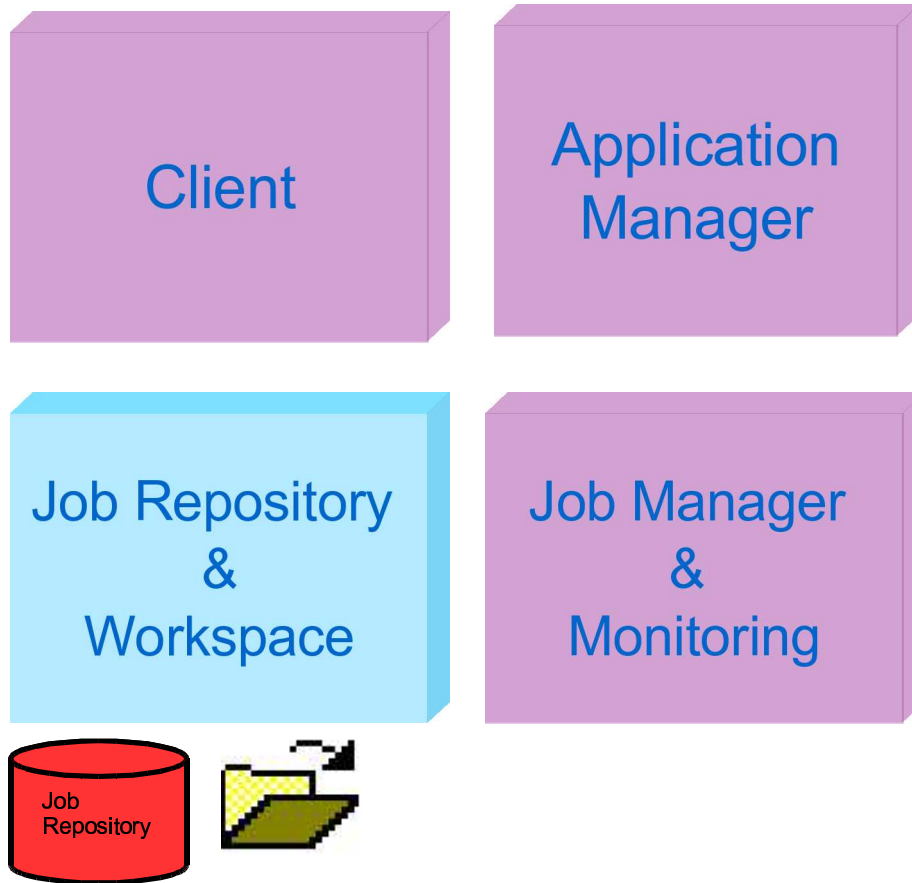 Client
Application
Manager
Job Repository
&
Workspace
Job Manager
&
Monitoring
Job
Repository